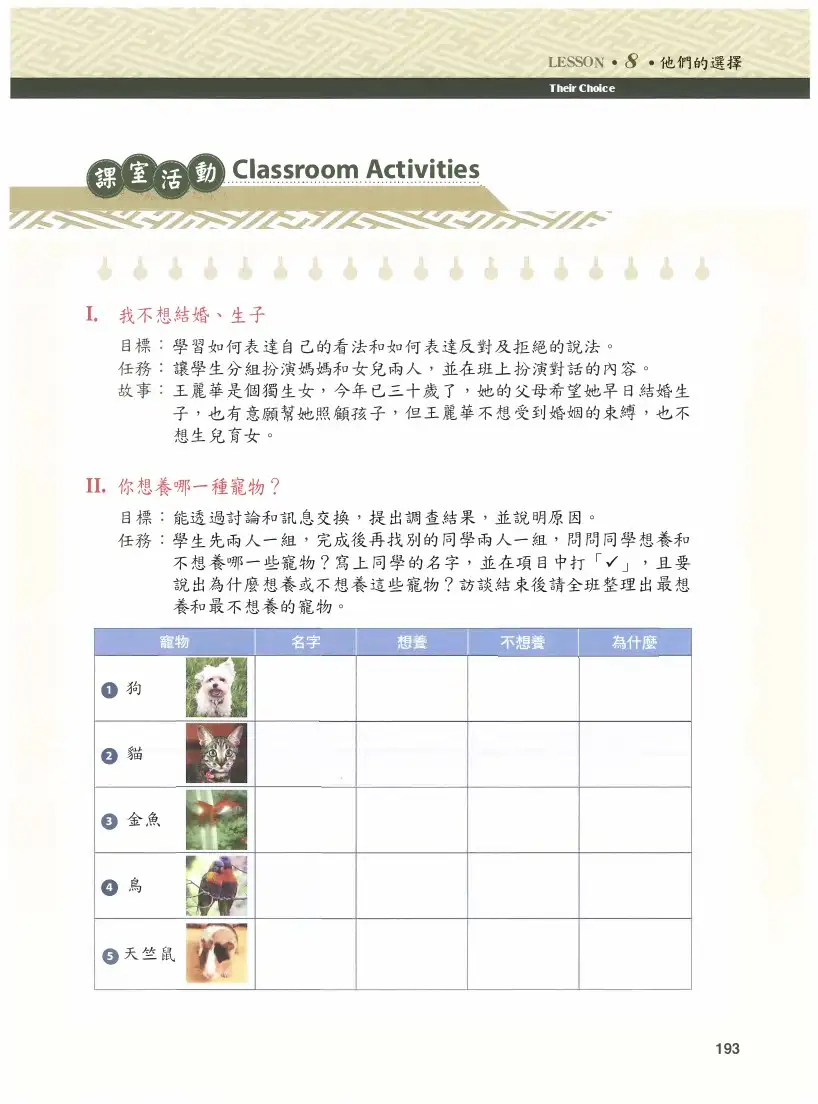 LESSON • 8 • 他們的選擇
Their Choice
課室活動 Classroom Activities
I. 我不想結婚、生子
目標：學習如何表達自己的看法和如何表達反對及拒絕的說法。
任務：讓學生分組扮演媽媽和女兒兩人，並在班上扮演對話的內容。
故事：王麗華是個獨生女，今年已三十歲了，她的父母希望她早日結婚生
子，也有意願幫她照顧孩子，但王麗華不想受到婚姻的束縛，也不
想生兒育女。
II. 你想養哪一種寵物？
目標：能透過討論和訊息交換，提出調查結果，並說明原因。
任務：學生先兩人一組，完成後再找別的同學兩人一組，問問同學想養和
不想養哪一些寵物？寫上同學的名字，並在項目中打「✓」，且要
說出為什麼想養或不想養這些寵物？訪談結束後請全班整理出最想
養和最不想養的寵物。
寵物 名字 想養 不想養 為什麼
1 狗
2 貓
3 金魚
4 鳥
5 天竺鼠
193